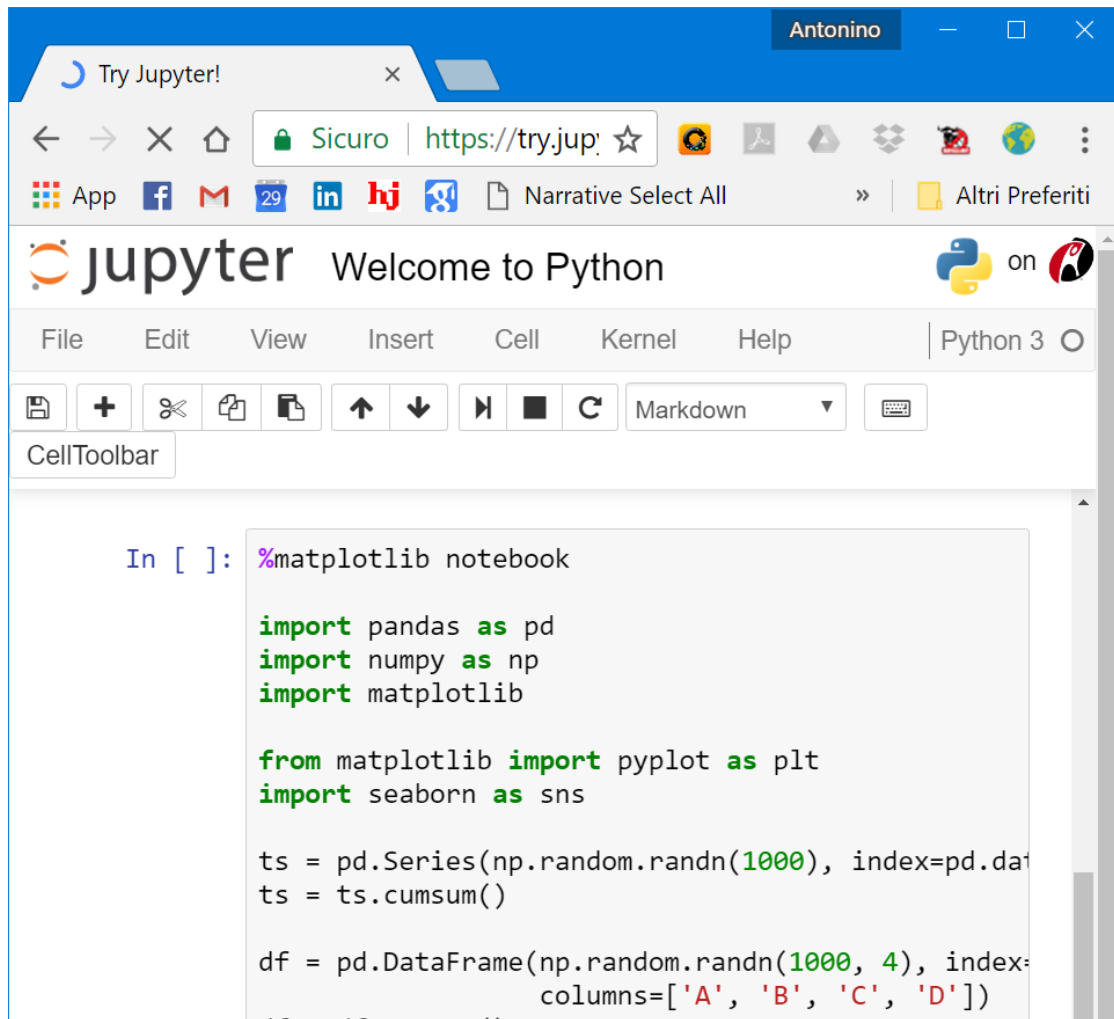 Antonino
Try Jupyter!
Sicuro https://try.jupy
App 29 in hj Narrative Select All » Altri Preferiti
jupyter Welcome to Python on
File Edit View Insert Cell Kernel Help Python 3
Markdown
CellToolbar
In [ ]: %matplotlib notebook
import pandas as pd
import numpy as np
import matplotlib
from matplotlib import pyplot as plt
import seaborn as sns
ts = pd.Series(np.random.randn(1000), index=pd.dat
ts = ts.cumsum()
df = pd.DataFrame(np.random.randn(1000, 4), index=
columns=['A', 'B', 'C', 'D'])